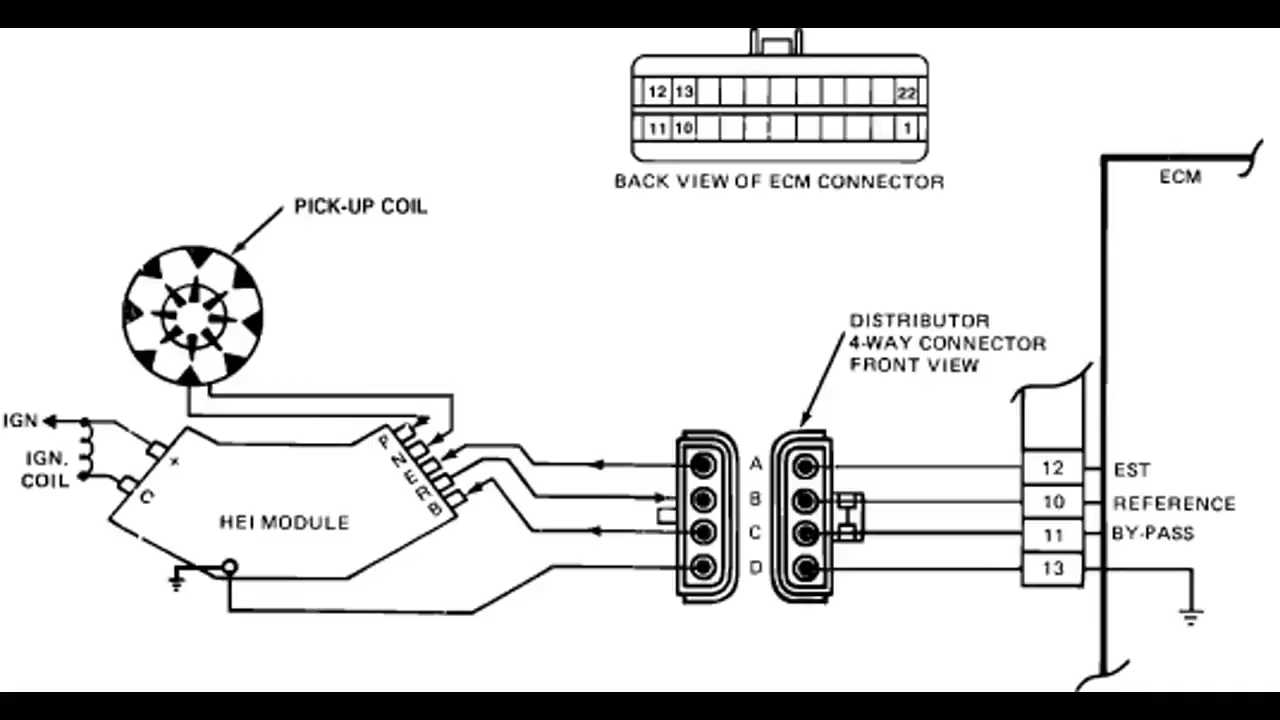 12 13 22
11 10 1
BACK VIEW OF ECM CONNECTOR
ECM
PICK-UP COIL
DISTRIBUTOR
4-WAY CONNECTOR
FRONT VIEW
IGN
IGN.
COIL
+
C
P
N
E
R
B
HEI MODULE
A
B
C
D
12 EST
10 REFERENCE
11 BY-PASS
13